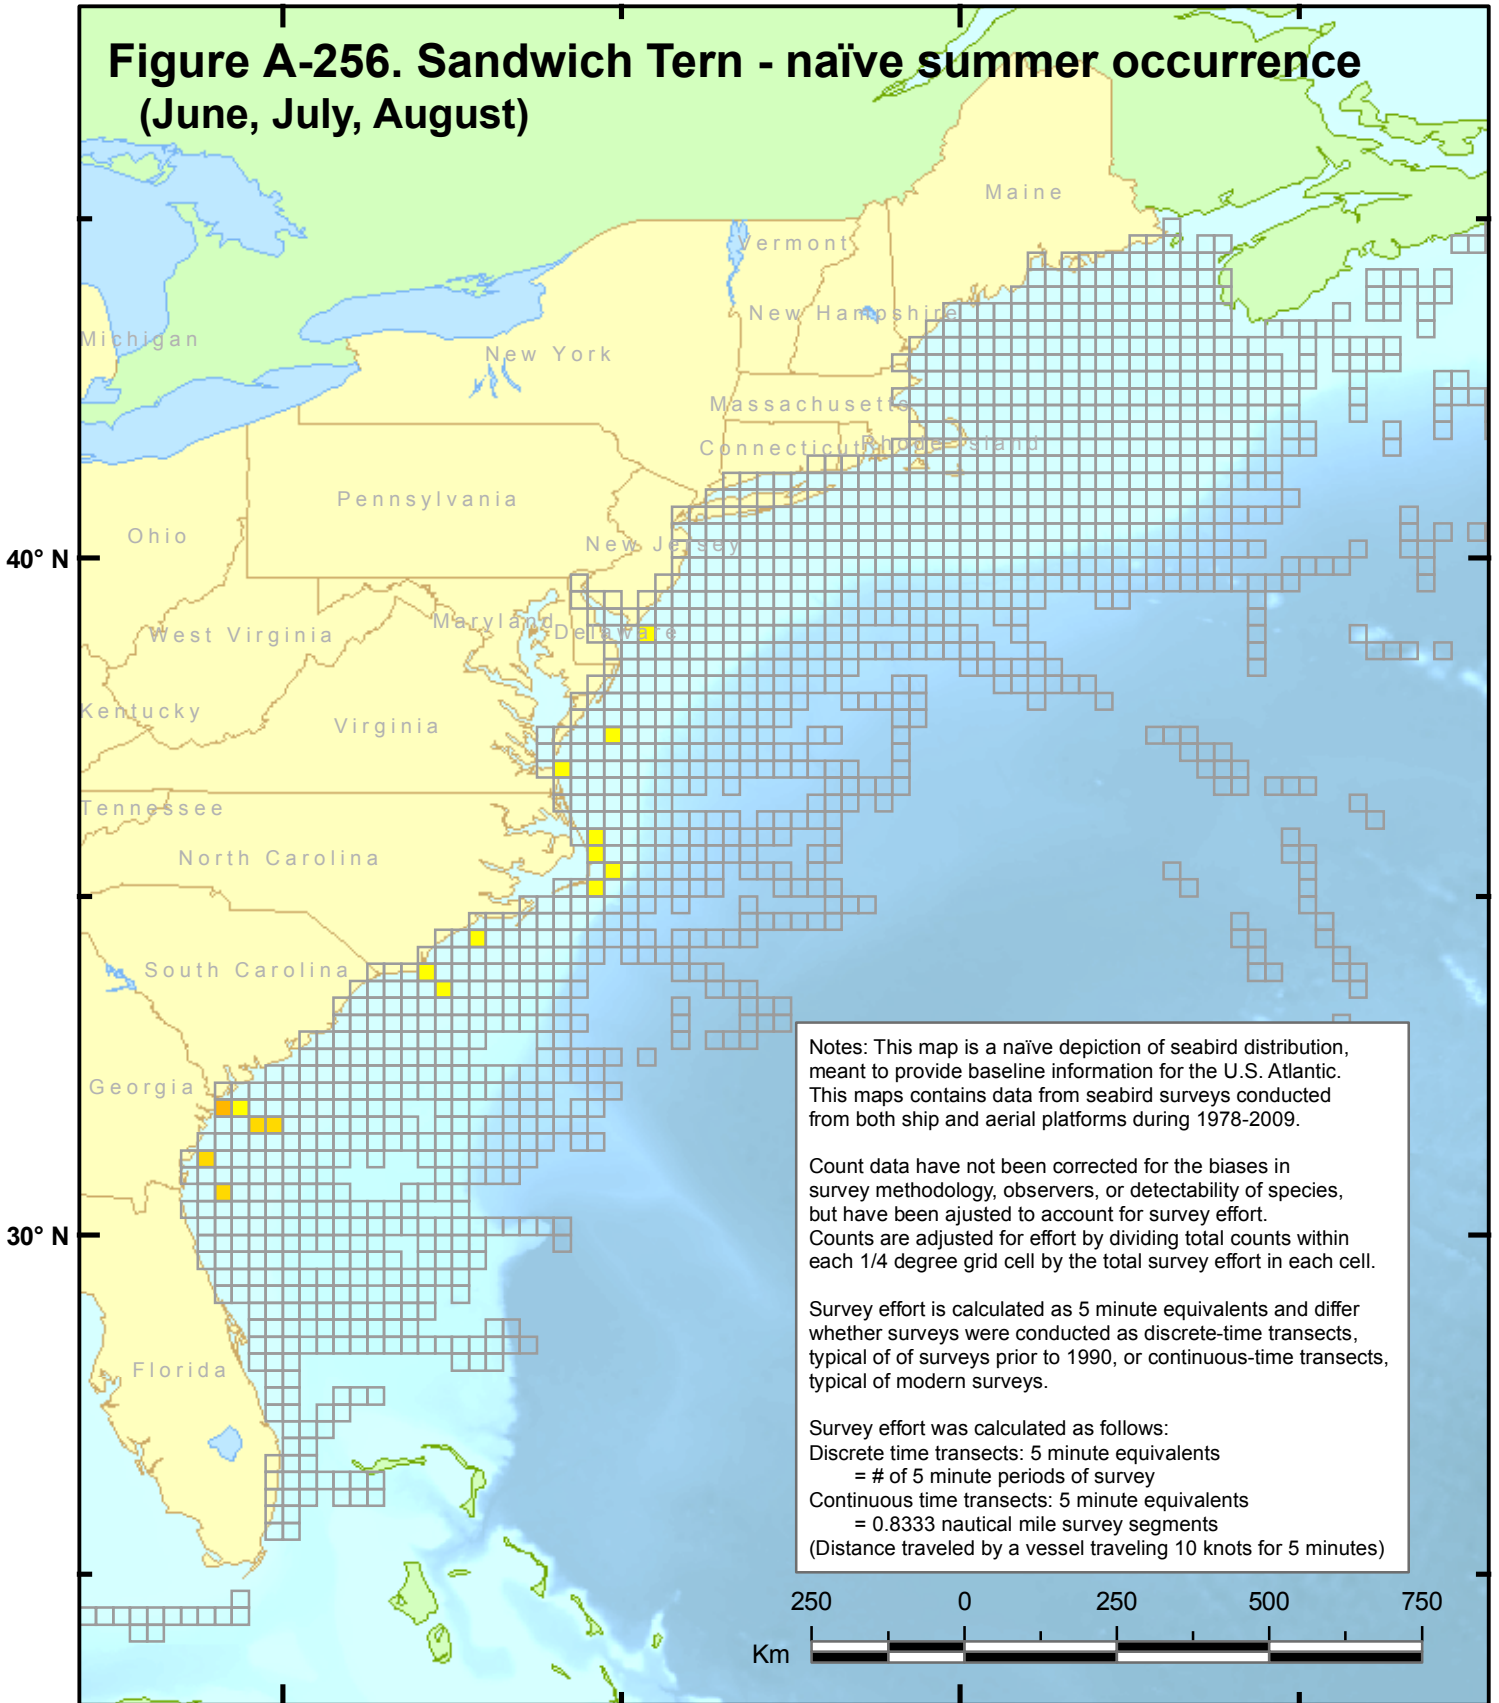 Figure A-256. Sandwich Tern - naïve summer occurrence
(June, July, August)
Maine
Vermont
New Hampshire
Michigan
New York
Massachusetts
Connecticut
Rhode Island
Pennsylvania
Ohio
New Jersey
40° N
Maryland
Delaware
West Virginia
Kentucky
Virginia
Tennessee
North Carolina
South Carolina
Georgia
30° N
Florida
Notes: This map is a naïve depiction of seabird distribution,
meant to provide baseline information for the U.S. Atlantic.
This maps contains data from seabird surveys conducted
from both ship and aerial platforms during 1978-2009.
Count data have not been corrected for the biases in
survey methodology, observers, or detectability of species,
but have been ajusted to account for survey effort.
Counts are adjusted for effort by dividing total counts within
each 1/4 degree grid cell by the total survey effort in each cell.
Survey effort is calculated as 5 minute equivalents and differ
whether surveys were conducted as discrete-time transects,
typical of of surveys prior to 1990, or continuous-time transects,
typical of modern surveys.
Survey effort was calculated as follows:
Discrete time transects: 5 minute equivalents
= # of 5 minute periods of survey
Continuous time transects: 5 minute equivalents
= 0.8333 nautical mile survey segments
(Distance traveled by a vessel traveling 10 knots for 5 minutes)
250 0 250 500 750
Km